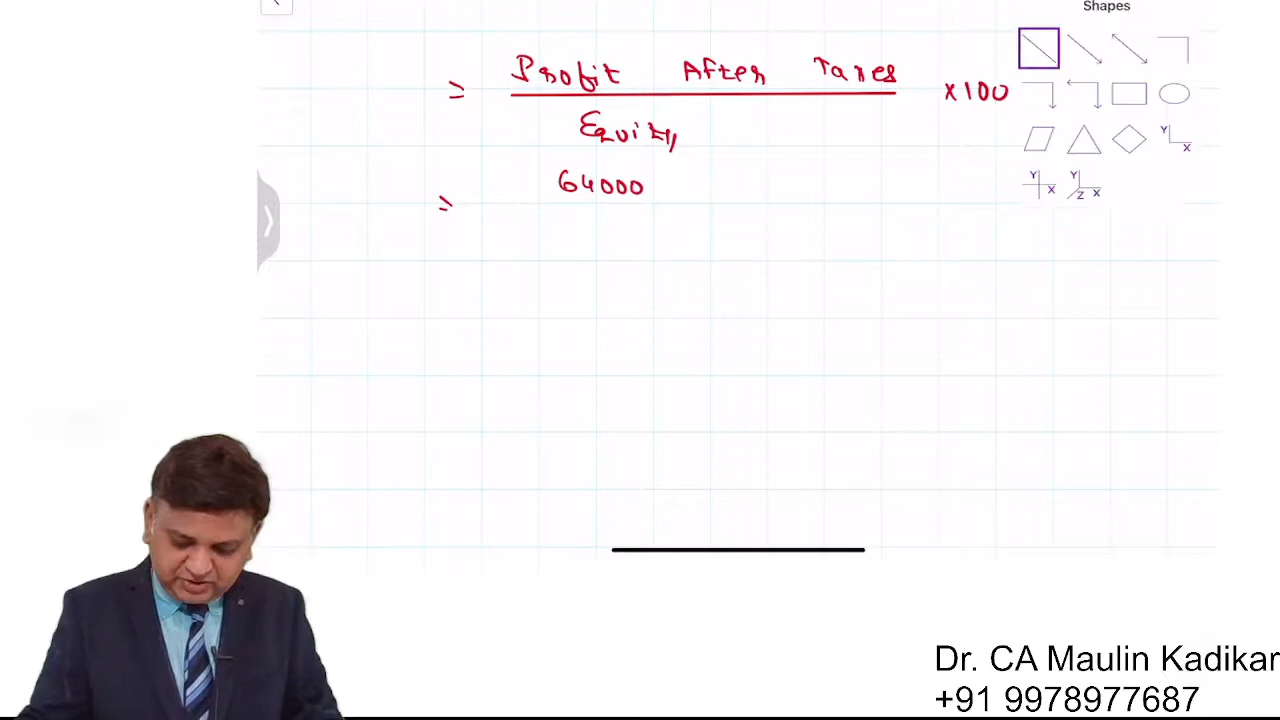 Shapes
= Profit After Taxes × 100
Equity
= 64000
Y
X
Y
X
Y
Z X
Dr. CA Maulin Kadikar
+91 9978977687